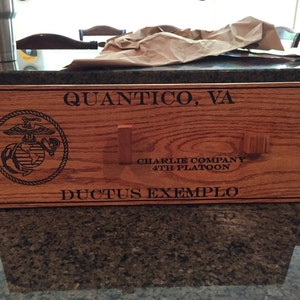 QUANTICO, VA
CHARLIE COMPANY
4TH PLATOON
DUCTUS EXEMPLO